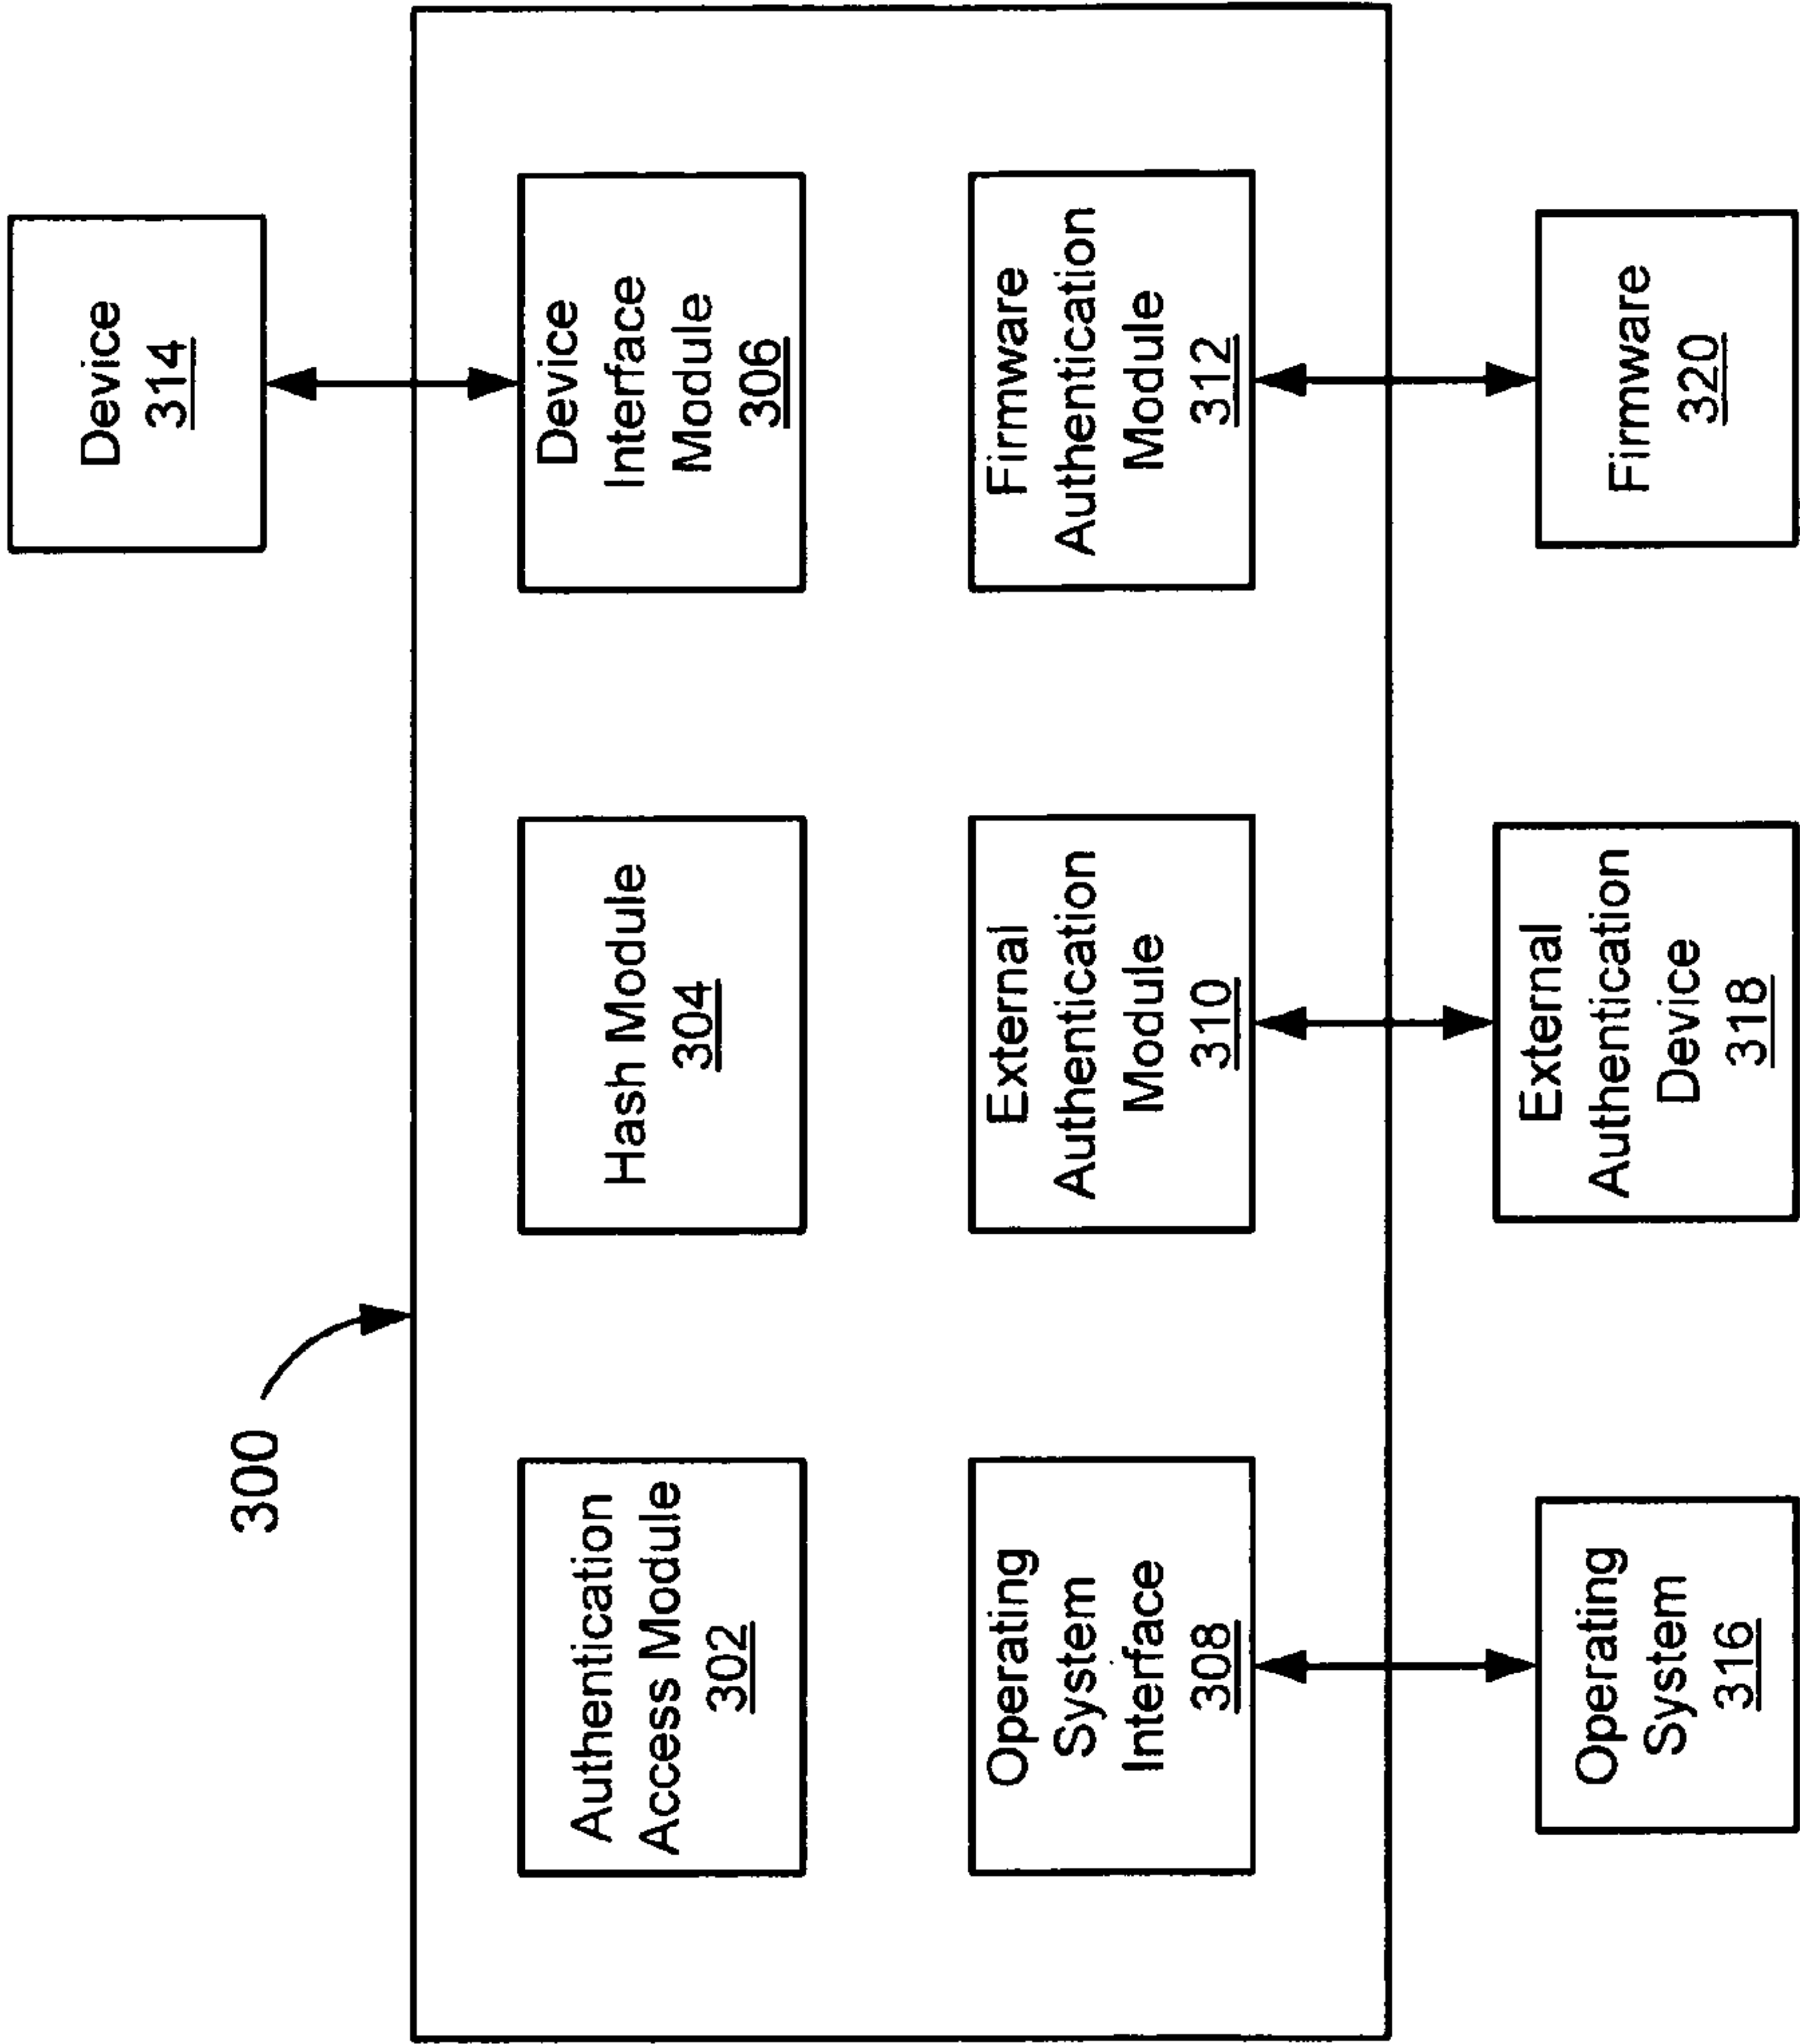 300
Device
314
Authentication
Access Module
302
Hash Module
304
Device
Interface
Module
306
Operating
System
Interface
308
External
Authentication
Module
310
Firmware
Authentication
Module
312
Operating
System
316
External
Authentication
Device
318
Firmware
320